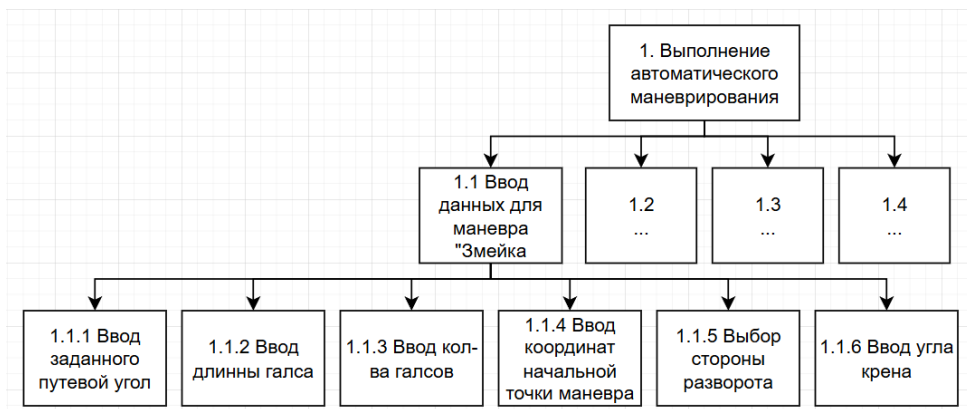 1. Выполнение
автоматического
маневрирования
1.1 Ввод
данных для
маневра
"Змейка
1.2
...
1.3
...
1.4
...
1.1.1 Ввод
заданного
путевой угол
1.1.2 Ввод
длинны галса
1.1.3 Ввод кол-
ва галсов
1.1.4 Ввод
координат
начальной
точки маневра
1.1.5 Выбор
стороны
разворота
1.1.6 Ввод угла
крена